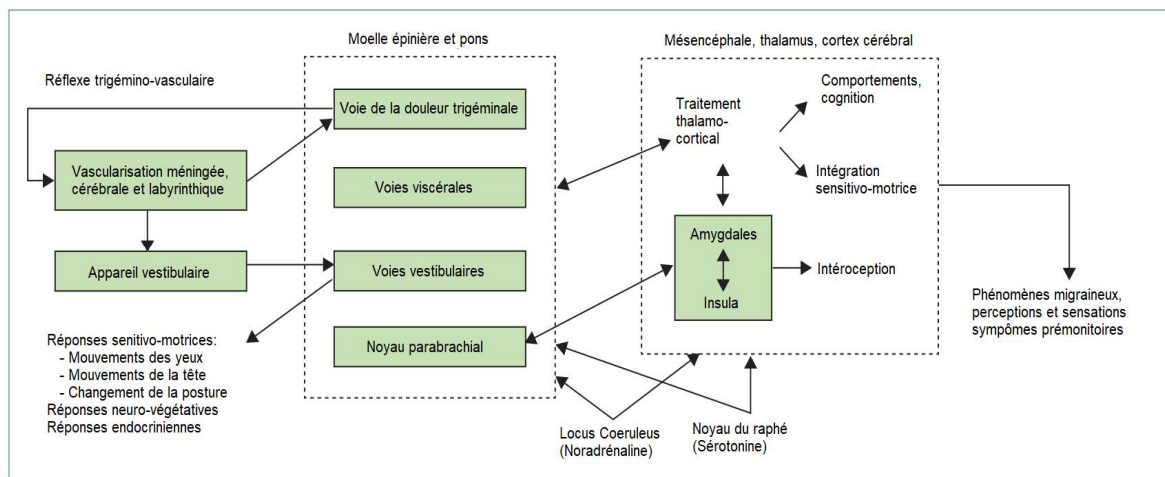 Réflexe trigémino-vasculaire
Vascularisation méningée,
cérébrale et labyrinthique
Appareil vestibulaire
Réponses senitivo-motrices:
- Mouvements des yeux
- Mouvements de la tête
- Changement de la posture
Réponses neuro-végétatives
Réponses endocriniennes
Moelle épinière et pons
Voie de la douleur trigéminale
Voies viscérales
Voies vestibulaires
Noyau parabrachial
Locus Coeruleus
(Noradrénaline)
Noyau du raphé
(Sérotonine)
Mésencéphale, thalamus, cortex cérébral
Traitement
thalamo-
cortical
Comportements,
cognition
Intégration
sensitivo-motrice
Amygdales
Insula
Intéroception
Phénomènes migraineux,
perceptions et sensations
sympômes prémonitoires